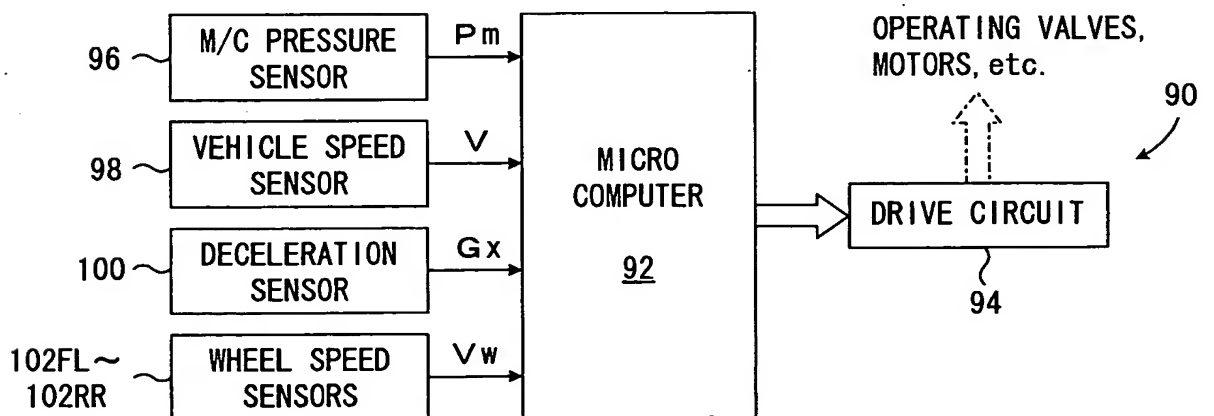 96
M/C PRESSURE
SENSOR
Pm
98
VEHICLE SPEED
SENSOR
V
100
DECELERATION
SENSOR
Gx
102FL~
102RR
WHEEL SPEED
SENSORS
Vw
MICRO
COMPUTER
92
OPERATING VALVES,
MOTORS, etc.
90
DRIVE CIRCUIT
94